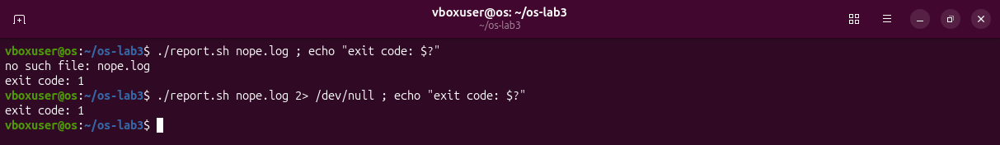 vboxuser@os: ~/os-lab3
~/os-lab3
vboxuser@os:~/os-lab3$ ./report.sh nope.log ; echo "exit code: $?"
no such file: nope.log
exit code: 1
vboxuser@os:~/os-lab3$ ./report.sh nope.log 2> /dev/null ; echo "exit code: $?"
exit code: 1
vboxuser@os:~/os-lab3$